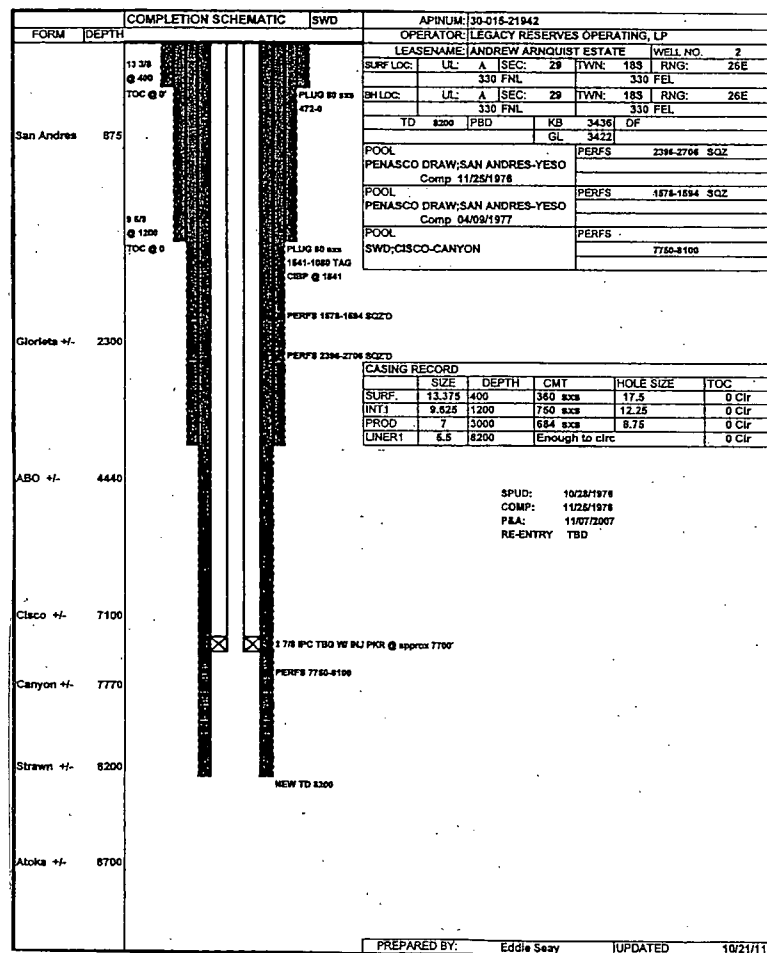 COMPLETION SCHEMATIC SWD
FORM DEPTH
13 3/8
@ 400
TOC @ 0'
PLUG 80 sxs
472-0
San Andres 875
9 5/8
@ 1200
TOC @ 0
PLUG 80 sxs
1541-1080 TAG
CIBP @ 1541
PERFS 1578-1594 SQZ'D
Glorieta +/- 2300
PERFS 2396-2706 SQZ'D
ABO +/- 4440
Cisco +/- 7100
2 7/8 IPC TBG W/ INJ PKR @ approx 7700'
PERFS 7750-8100
Canyon +/- 7770
Strawn +/- 8200
NEW TD 8200
Atoka +/- 8700
APINUM: 30-015-21942
OPERATOR: LEGACY RESERVES OPERATING, LP
LEASENAME: ANDREW ARNQUIST ESTATE WELL NO. 2
SURF LOC: UL: A SEC: 29 TWN: 18S RNG: 26E
330 FNL 330 FEL
BH LOC: UL: A SEC: 29 TWN: 18S RNG: 26E
330 FNL 330 FEL
TD 8200 PBD KB 3436 DF
GL 3422
POOL PERFS 2396-2706 SQZ
PENASCO DRAW;SAN ANDRES-YESO
Comp 11/25/1976
POOL PERFS 1578-1594 SQZ
PENASCO DRAW;SAN ANDRES-YESO
Comp 04/09/1977
POOL PERFS
SWD;CISCO-CANYON 7750-8100
CASING RECORD
SIZE DEPTH CMT HOLE SIZE TOC
SURF. 13.375 400 360 sxs 17.5 0 Cir
INT1 9.625 1200 750 sxs 12.25 0 Cir
PROD 7 3000 684 sxs 8.75 0 Cir
LINER1 5.5 8200 Enough to circ 0 Cir
SPUD: 10/28/1976
COMP: 11/25/1976
P&A: 11/07/2007
RE-ENTRY TBD
PREPARED BY: Eddie Seay UPDATED 10/21/11